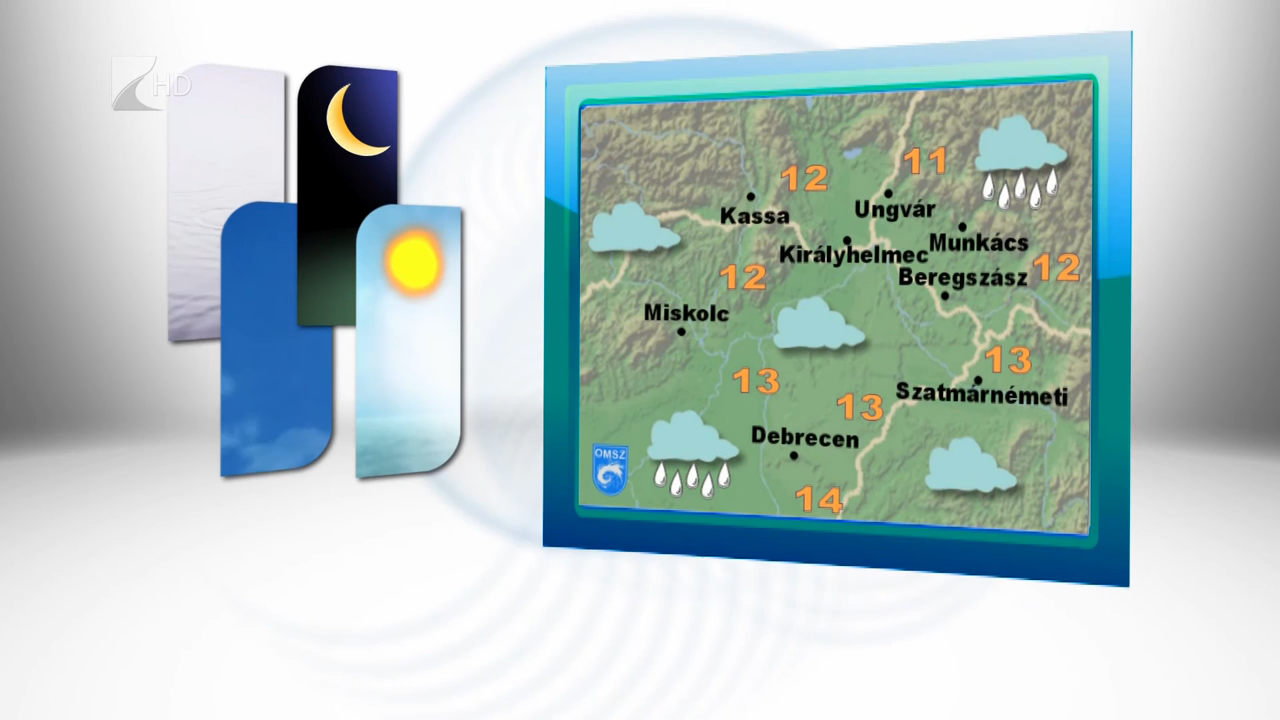 HD
11
12
Kassa
Ungvár
Munkács
Királyhelmec
12
12
Beregszász
Miskolc
13
13
Szatmárnémeti
13
Debrecen
OMSZ
14